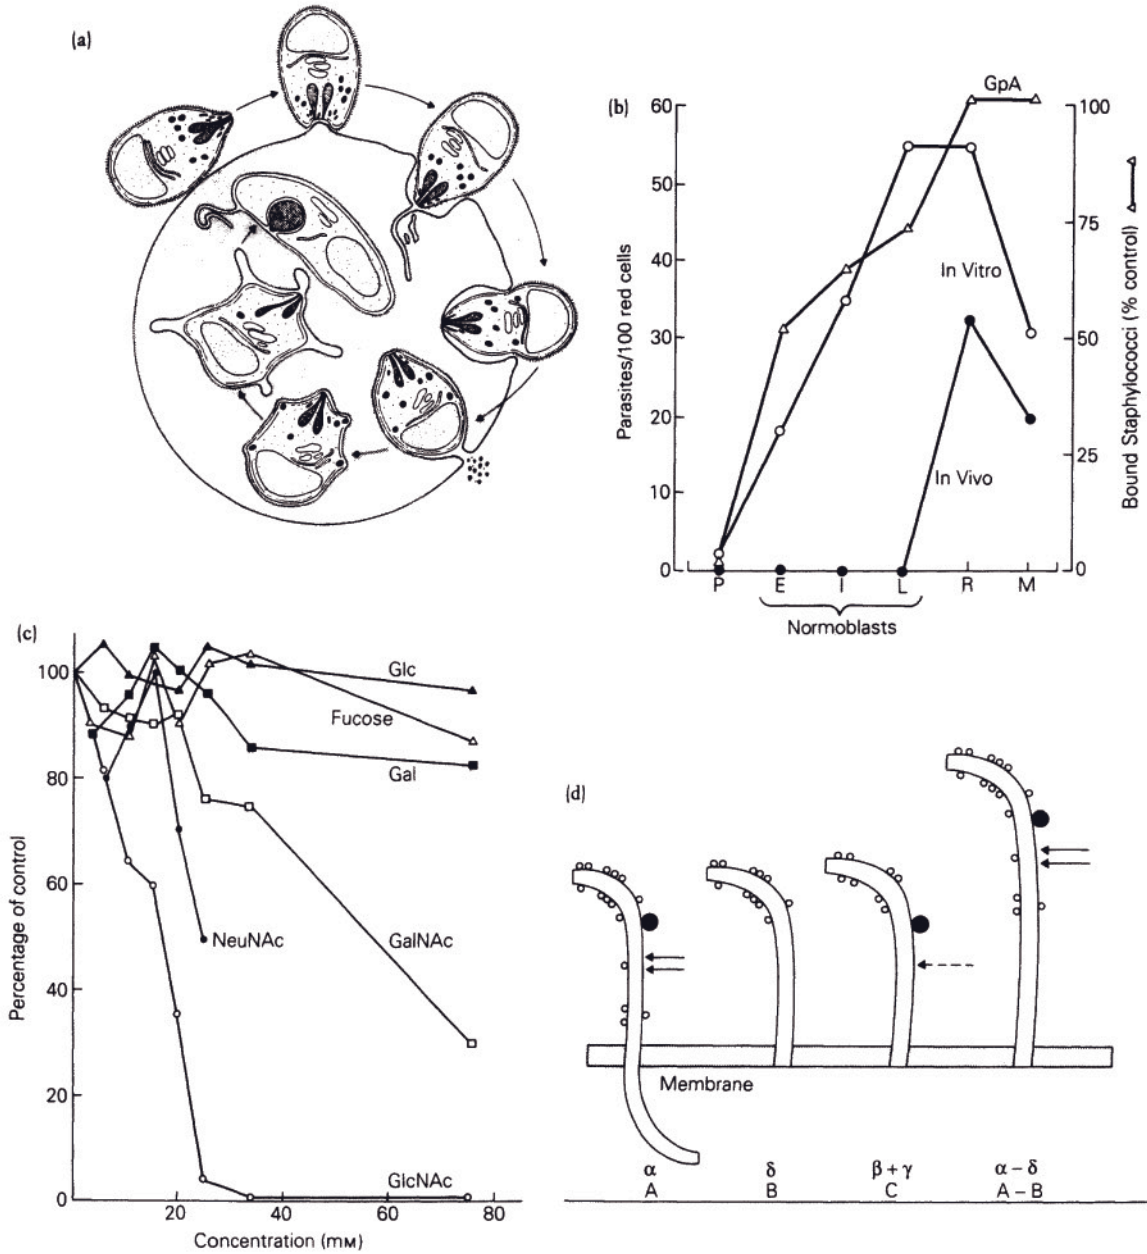 (a)
(b)
60
50
40
30
20
10
0
Parasites/100 red cells
GpA
In Vitro
In Vivo
100
75
50
25
0
Bound Staphylococci (% control)
P E I L R M
Normoblasts
(c)
100
80
60
40
20
0
Percentage of control
Glc
Fucose
Gal
NeuNAc
GalNAc
GlcNAc
20 40 60 80
Concentration (mM)
(d)
Membrane
α δ β + γ α – δ
A B C A – B